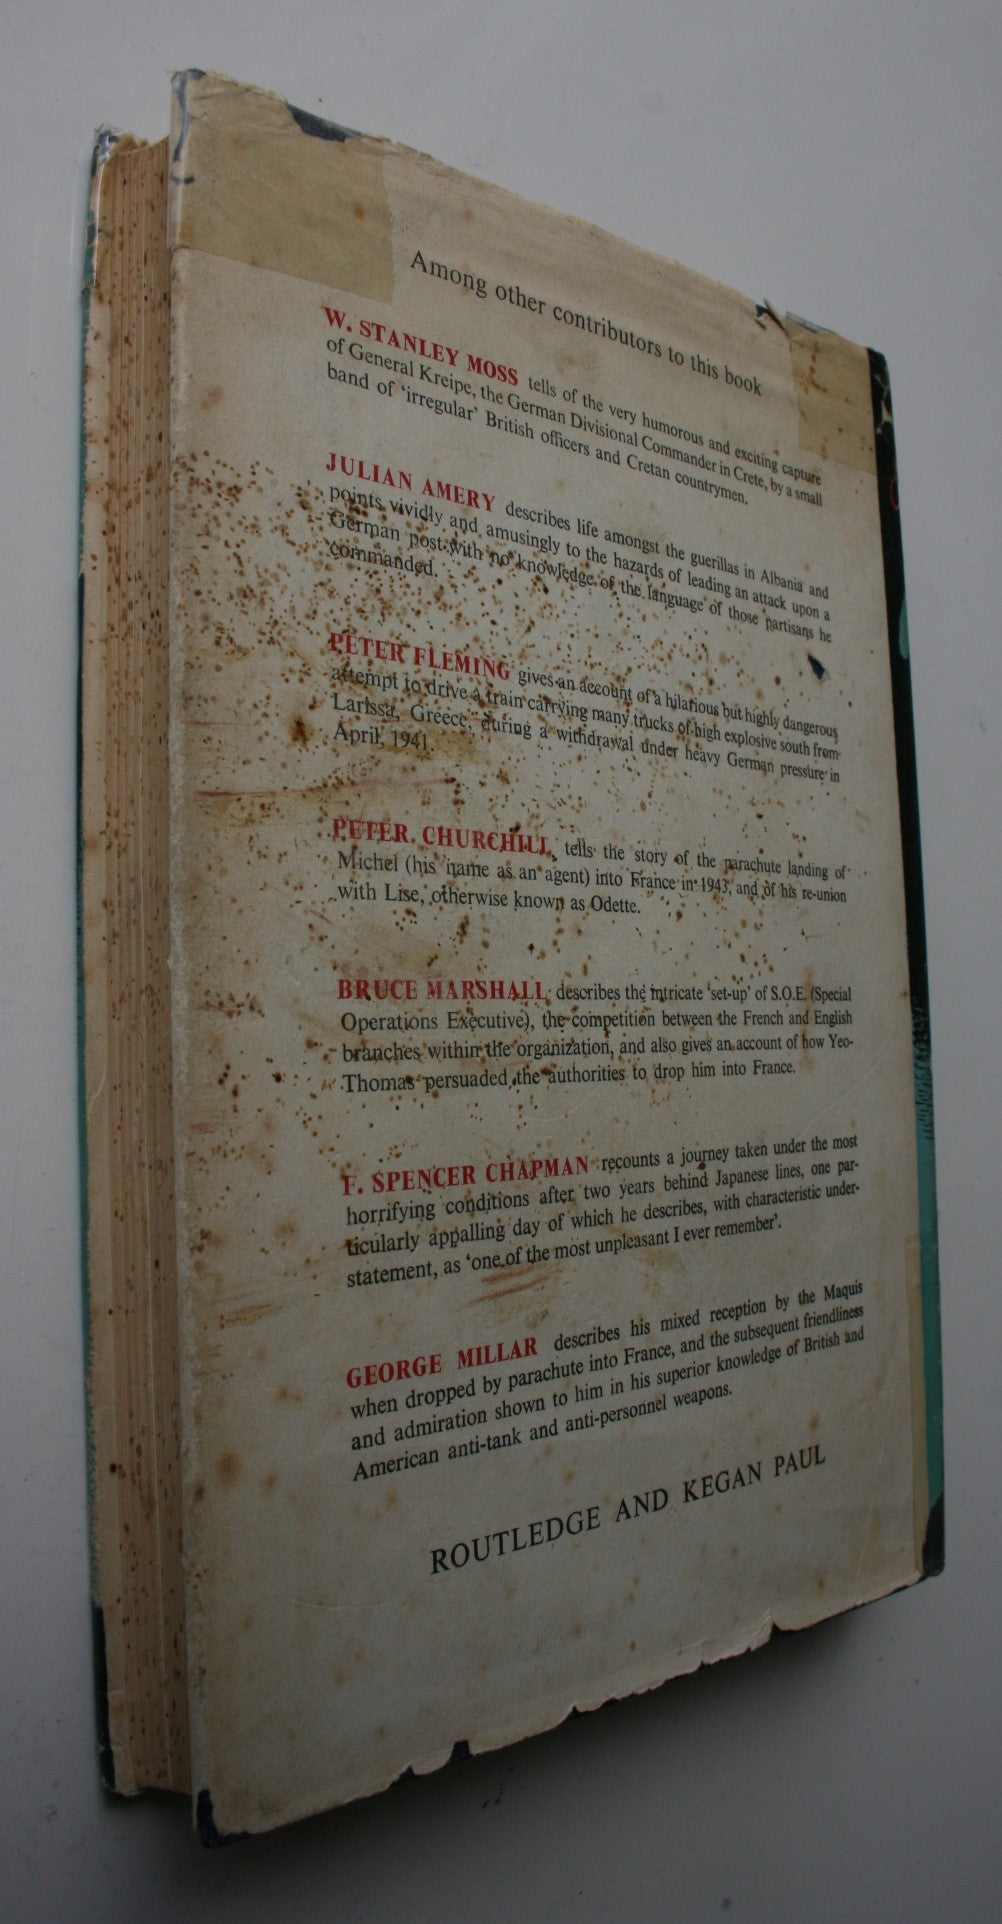 Among other contributors to this book
W. STANLEY MOSS tells of the very humorous and exciting capture
of General Kreipe, the German Divisional Commander in Crete, by a small
band of ‘irregular’ British officers and Cretan countrymen.
JULIAN AMERY describes life amongst the guerillas in Albania and
points vividly and amusingly to the hazards of leading an attack upon a
German post with no knowledge of the language of those partisans he
commanded.
PETER FLEMING gives an account of a hilarious but highly dangerous
attempt to drive a train carrying many trucks of high explosive south from
Larissa, Greece, during a withdrawal under heavy German pressure in
April, 1941.
PETER CHURCHILL tells the story of the parachute landing of
Michel (his name as an agent) into France in 1943, and of his re-union
with Lise, otherwise known as Odette.
BRUCE MARSHALL describes the intricate ‘set-up’ of S.O.E. (Special
Operations Executive), the competition between the French and English
branches within the organization, and also gives an account of how Yeo-
Thomas persuaded the authorities to drop him into France.
F. SPENCER CHAPMAN recounts a journey taken under the most
horrifying conditions after two years behind Japanese lines, one par-
ticularly appalling day of which he describes, with characteristic under-
statement, as ‘one of the most unpleasant I ever remember’.
GEORGE MILLAR describes his mixed reception by the Maquis
when dropped by parachute into France, and the subsequent friendliness
and admiration shown to him in his superior knowledge of British and
American anti-tank and anti-personnel weapons.
ROUTLEDGE AND KEGAN PAUL